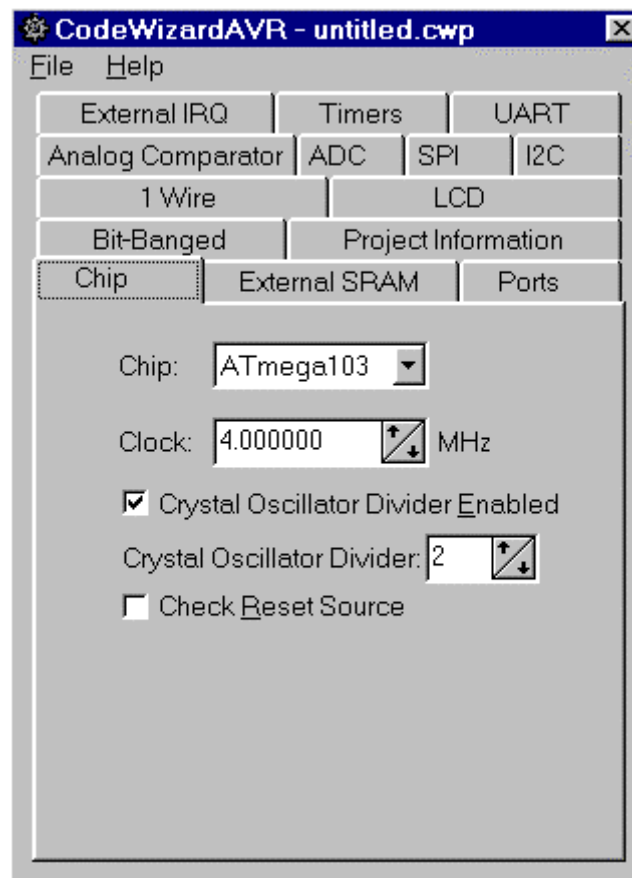 CodeWizardAVR - untitled.cwp
File Help
External IRQ Timers UART
Analog Comparator ADC SPI I2C
1 Wire LCD
Bit-Banged Project Information
Chip External SRAM Ports
Chip: ATmega103
Clock: 4.000000 MHz
Crystal Oscillator Divider Enabled
Crystal Oscillator Divider: 2
Check Reset Source